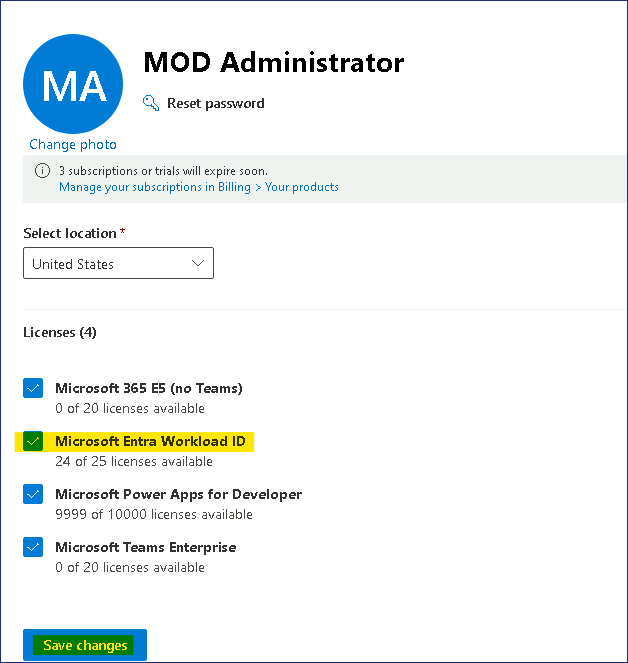 MA
MOD Administrator
Reset password
Change photo
3 subscriptions or trials will expire soon.
Manage your subscriptions in Billing > Your products
Select location *
United States
Licenses (4)
Microsoft 365 E5 (no Teams)
0 of 20 licenses available
Microsoft Entra Workload ID
24 of 25 licenses available
Microsoft Power Apps for Developer
9999 of 10000 licenses available
Microsoft Teams Enterprise
0 of 20 licenses available
Save changes